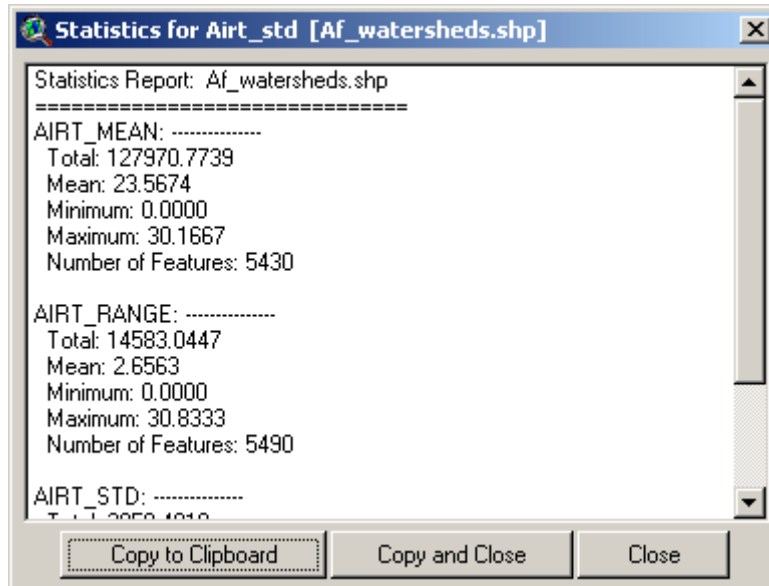 Statistics for Airt_std [Af_watersheds.shp]
Statistics Report: Af_watersheds.shp
===============================
AIRT_MEAN: ---------------
Total: 127970.7739
Mean: 23.5674
Minimum: 0.0000
Maximum: 30.1667
Number of Features: 5430
AIRT_RANGE: ---------------
Total: 14583.0447
Mean: 2.6563
Minimum: 0.0000
Maximum: 30.8333
Number of Features: 5490
AIRT_STD: ---------------
Copy to Clipboard Copy and Close Close